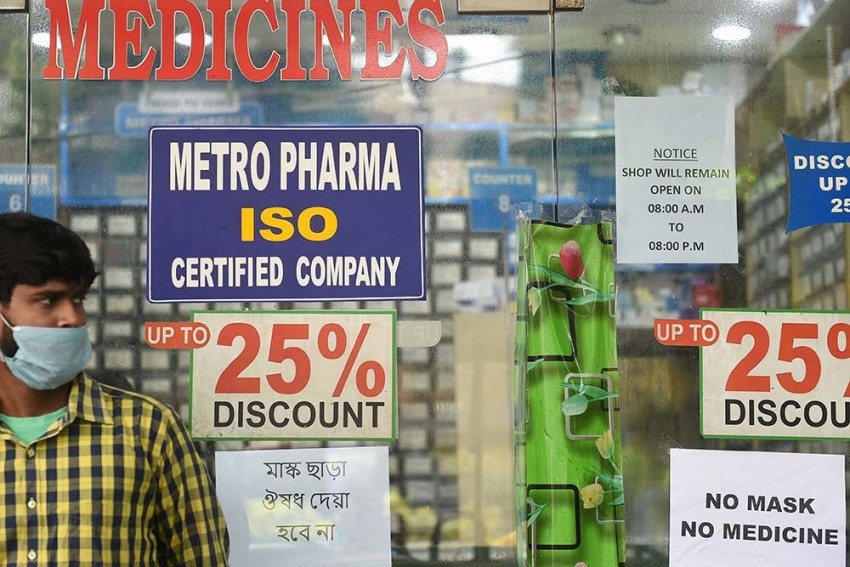 MEDICINES
METRO PHARMA
ISO
CERTIFIED COMPANY
COUNTER
6
COUNTER
8
NOTICE
SHOP WILL REMAIN
OPEN ON
08:00 A.M
TO
08:00 P.M
DISCOU
UP
25
UP TO
25%
DISCOUNT
UP TO
25%
DISCOU
মাস্ক ছাড়া
ঔষধ দেয়া
হবে না
NO MASK
NO MEDICINE